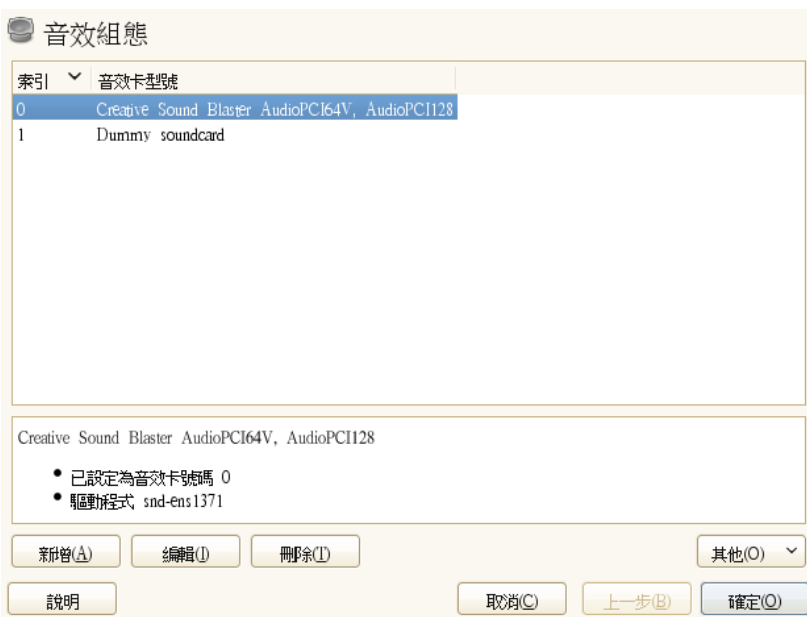 音效組態
索引 音效卡型號
0 Creative Sound Blaster AudioPCI64V, AudioPCI128
1 Dummy soundcard
Creative Sound Blaster AudioPCI64V, AudioPCI128
• 已設定為音效卡號碼 0
• 驅動程式 snd-ens1371
新增(A) 編輯(I) 刪除(T) 其他(O)
說明 取消(C) 上一步(B) 確定(O)